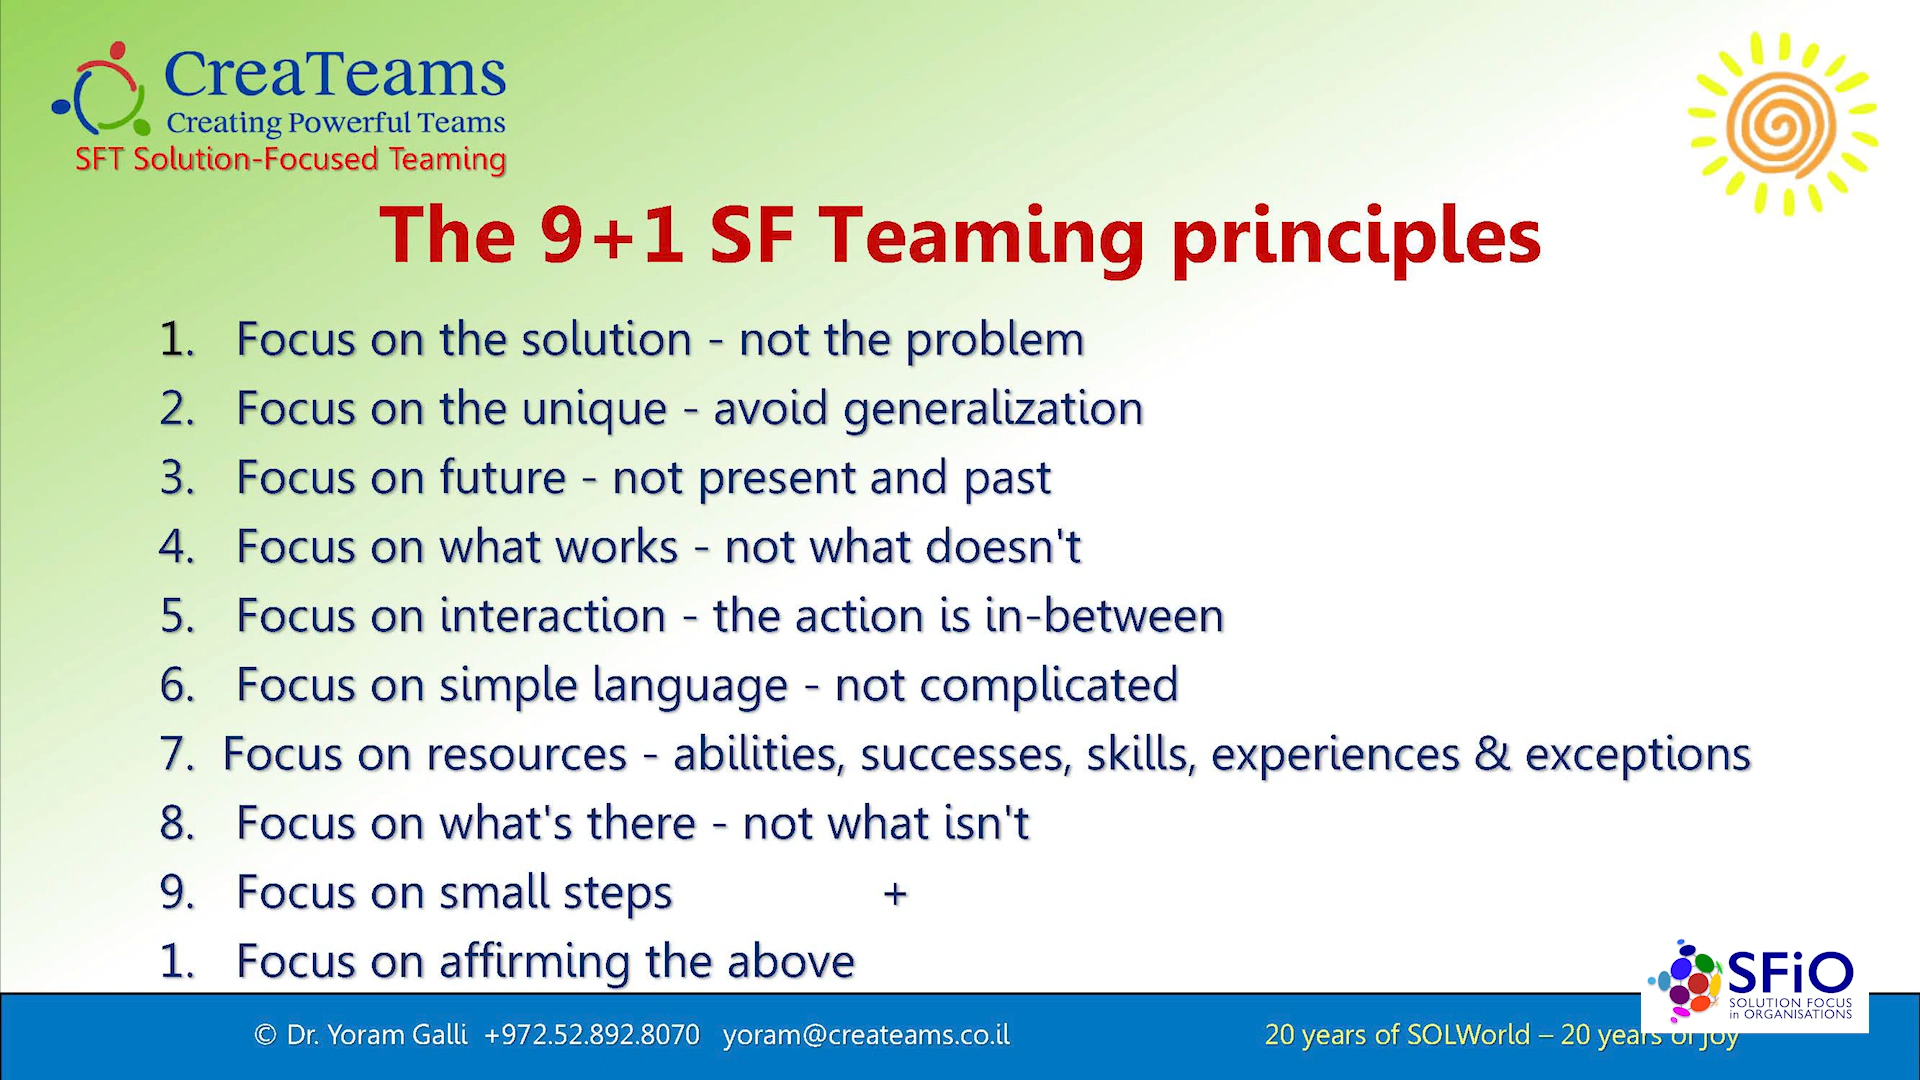 CreaTeams
Creating Powerful Teams
SFT Solution-Focused Teaming
The 9+1 SF Teaming principles
1. Focus on the solution - not the problem
2. Focus on the unique - avoid generalization
3. Focus on future - not present and past
4. Focus on what works - not what doesn't
5. Focus on interaction - the action is in-between
6. Focus on simple language - not complicated
7. Focus on resources - abilities, successes, skills, experiences & exceptions
8. Focus on what's there - not what isn't
9. Focus on small steps +
1. Focus on affirming the above
SFiO
SOLUTION FOCUS
in ORGANISATIONS
© Dr. Yoram Galli +972.52.892.8070 yoram@createams.co.il
20 years of SOLWorld – 20 years of joy